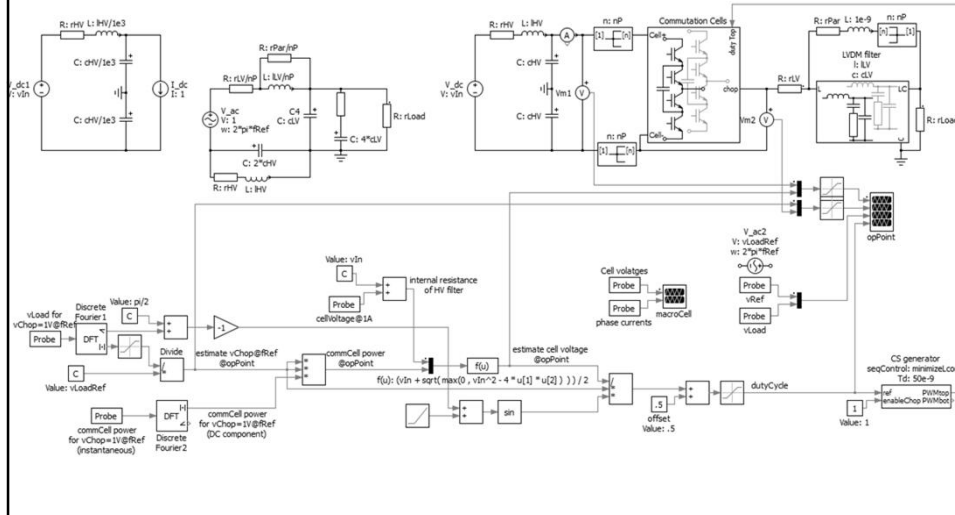 R: rHV
L: lHV/1e3
C: cHV/1e3
V_dc1
V: vIn
I_dc
I: 1
C: cHV/1e3
R: rPar/nP
R: rLV/nP
L: lLV/nP
V_ac
V: 1
w: 2*pi*fRef
C4
C: cLV
C: 4*cLV
R: rLoad
C: 2*cHV
R: rHV
L: lHV
R: rHV
L: lHV
A
n: nP
[1]
[n]
Commutation Cells
Cell+
duty Top
chop
Cell-
V_dc
V: vIn
C: cHV
C: cHV
Vm1
V
n: nP
[1]
[n]
Vm2
V
R: rLV
R: rPar
L: 1e-9
n: nP
[1]
[n]
LVDM filter
l: lLV
c: cLV
L
LC
C
R: rLoad
opPoint
V_ac2
V: vLoadRef
w: 2*pi*fRef
Probe
vRef
Probe
vLoad
Cell volatges
Probe
Probe
phase currents
macroCell
Value: vIn
C
Probe
cellVoltage@1A
internal resistance
of HV filter
Value: pi/2
C
Discrete
Fourier1
vLoad for
vChop=1V@fRef
Probe
DFT
-1
Divide
C
Value: vLoadRef
estimate vChop@fRef
@opPoint
commCell power
@opPoint
f(u)
estimate cell voltage
@opPoint
f(u): (vIn + sqrt( max(0 , vIn^2 - 4 * u[1] * u[2] ) ) ) / 2
Probe
commCell power
for vChop=1V@fRef
(instantaneous)
DFT
Discrete
Fourier2
commCell power
for vChop=1V@fRef
(DC component)
sin
.5
offset
Value: .5
dutyCycle
CS generator
seqControl: minimizeLco
Td: 50e-9
ref
PWMtop
enableChop
PWMbot
1
Value: 1